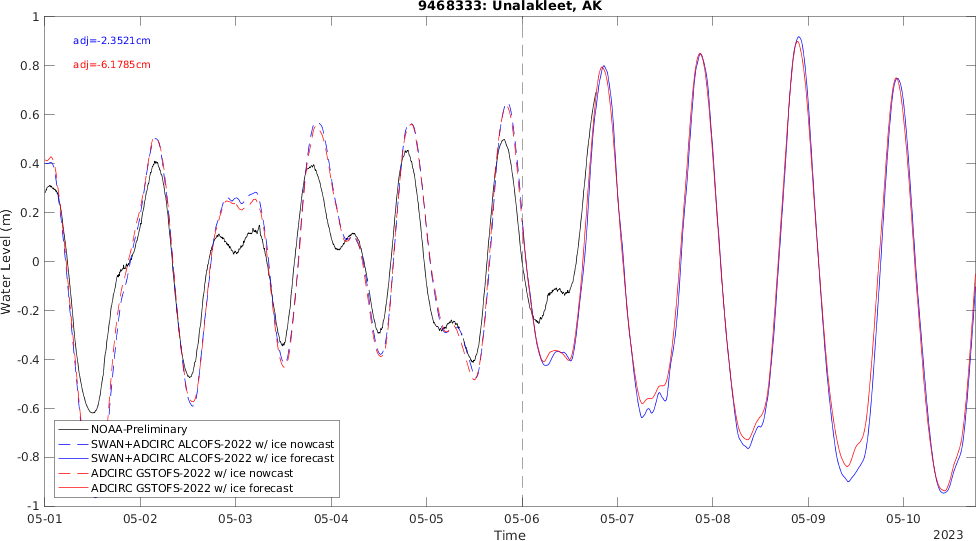 9468333: Unalakleet, AK
adj=-2.3521cm
adj=-6.1785cm
Water Level (m)
1
0.8
0.6
0.4
0.2
0
-0.2
-0.4
-0.6
-0.8
-1
NOAA-Preliminary
SWAN+ADCIRC ALCOFS-2022 w/ ice nowcast
SWAN+ADCIRC ALCOFS-2022 w/ ice forecast
ADCIRC GSTOFS-2022 w/ ice nowcast
ADCIRC GSTOFS-2022 w/ ice forecast
05-01 05-02 05-03 05-04 05-05 05-06 05-07 05-08 05-09 05-10
Time
2023